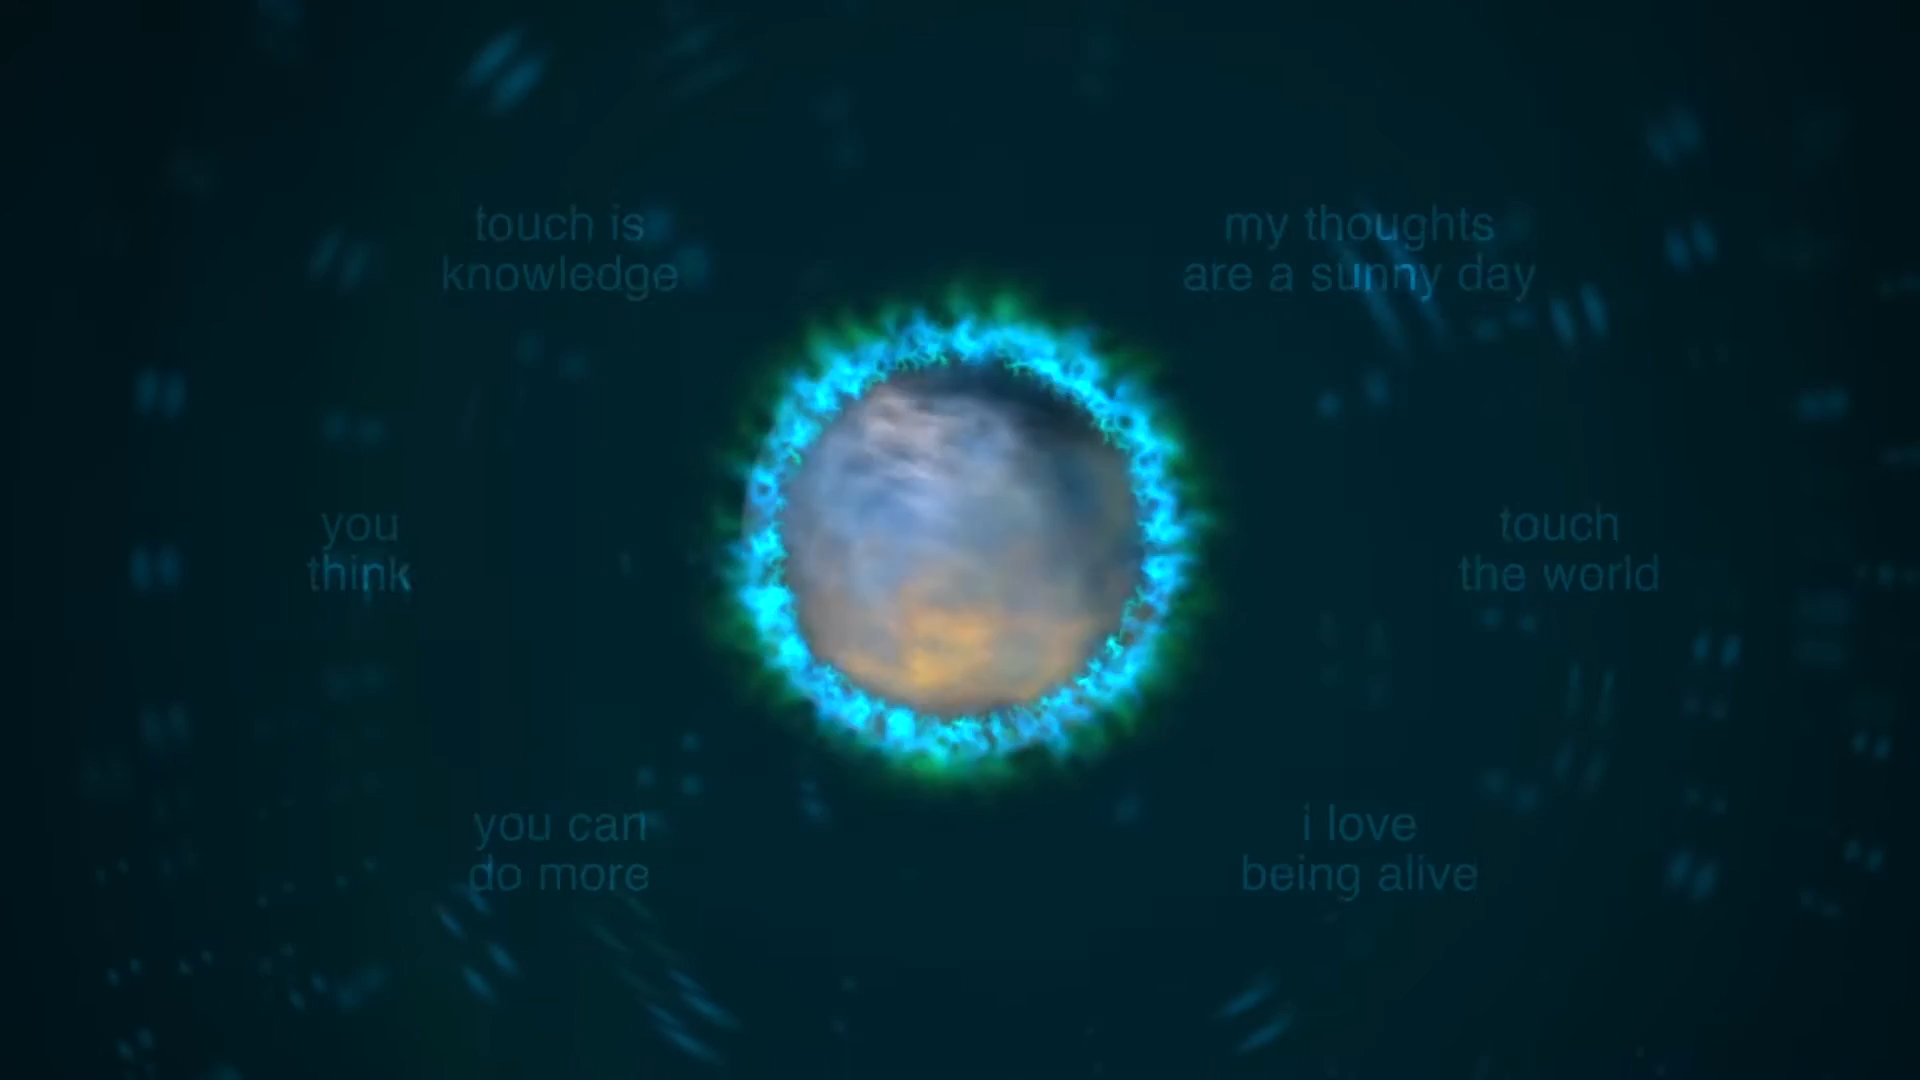 touch is
knowledge
my thoughts
are a sunny day
you
think
touch
the world
you can
do more
i love
being alive